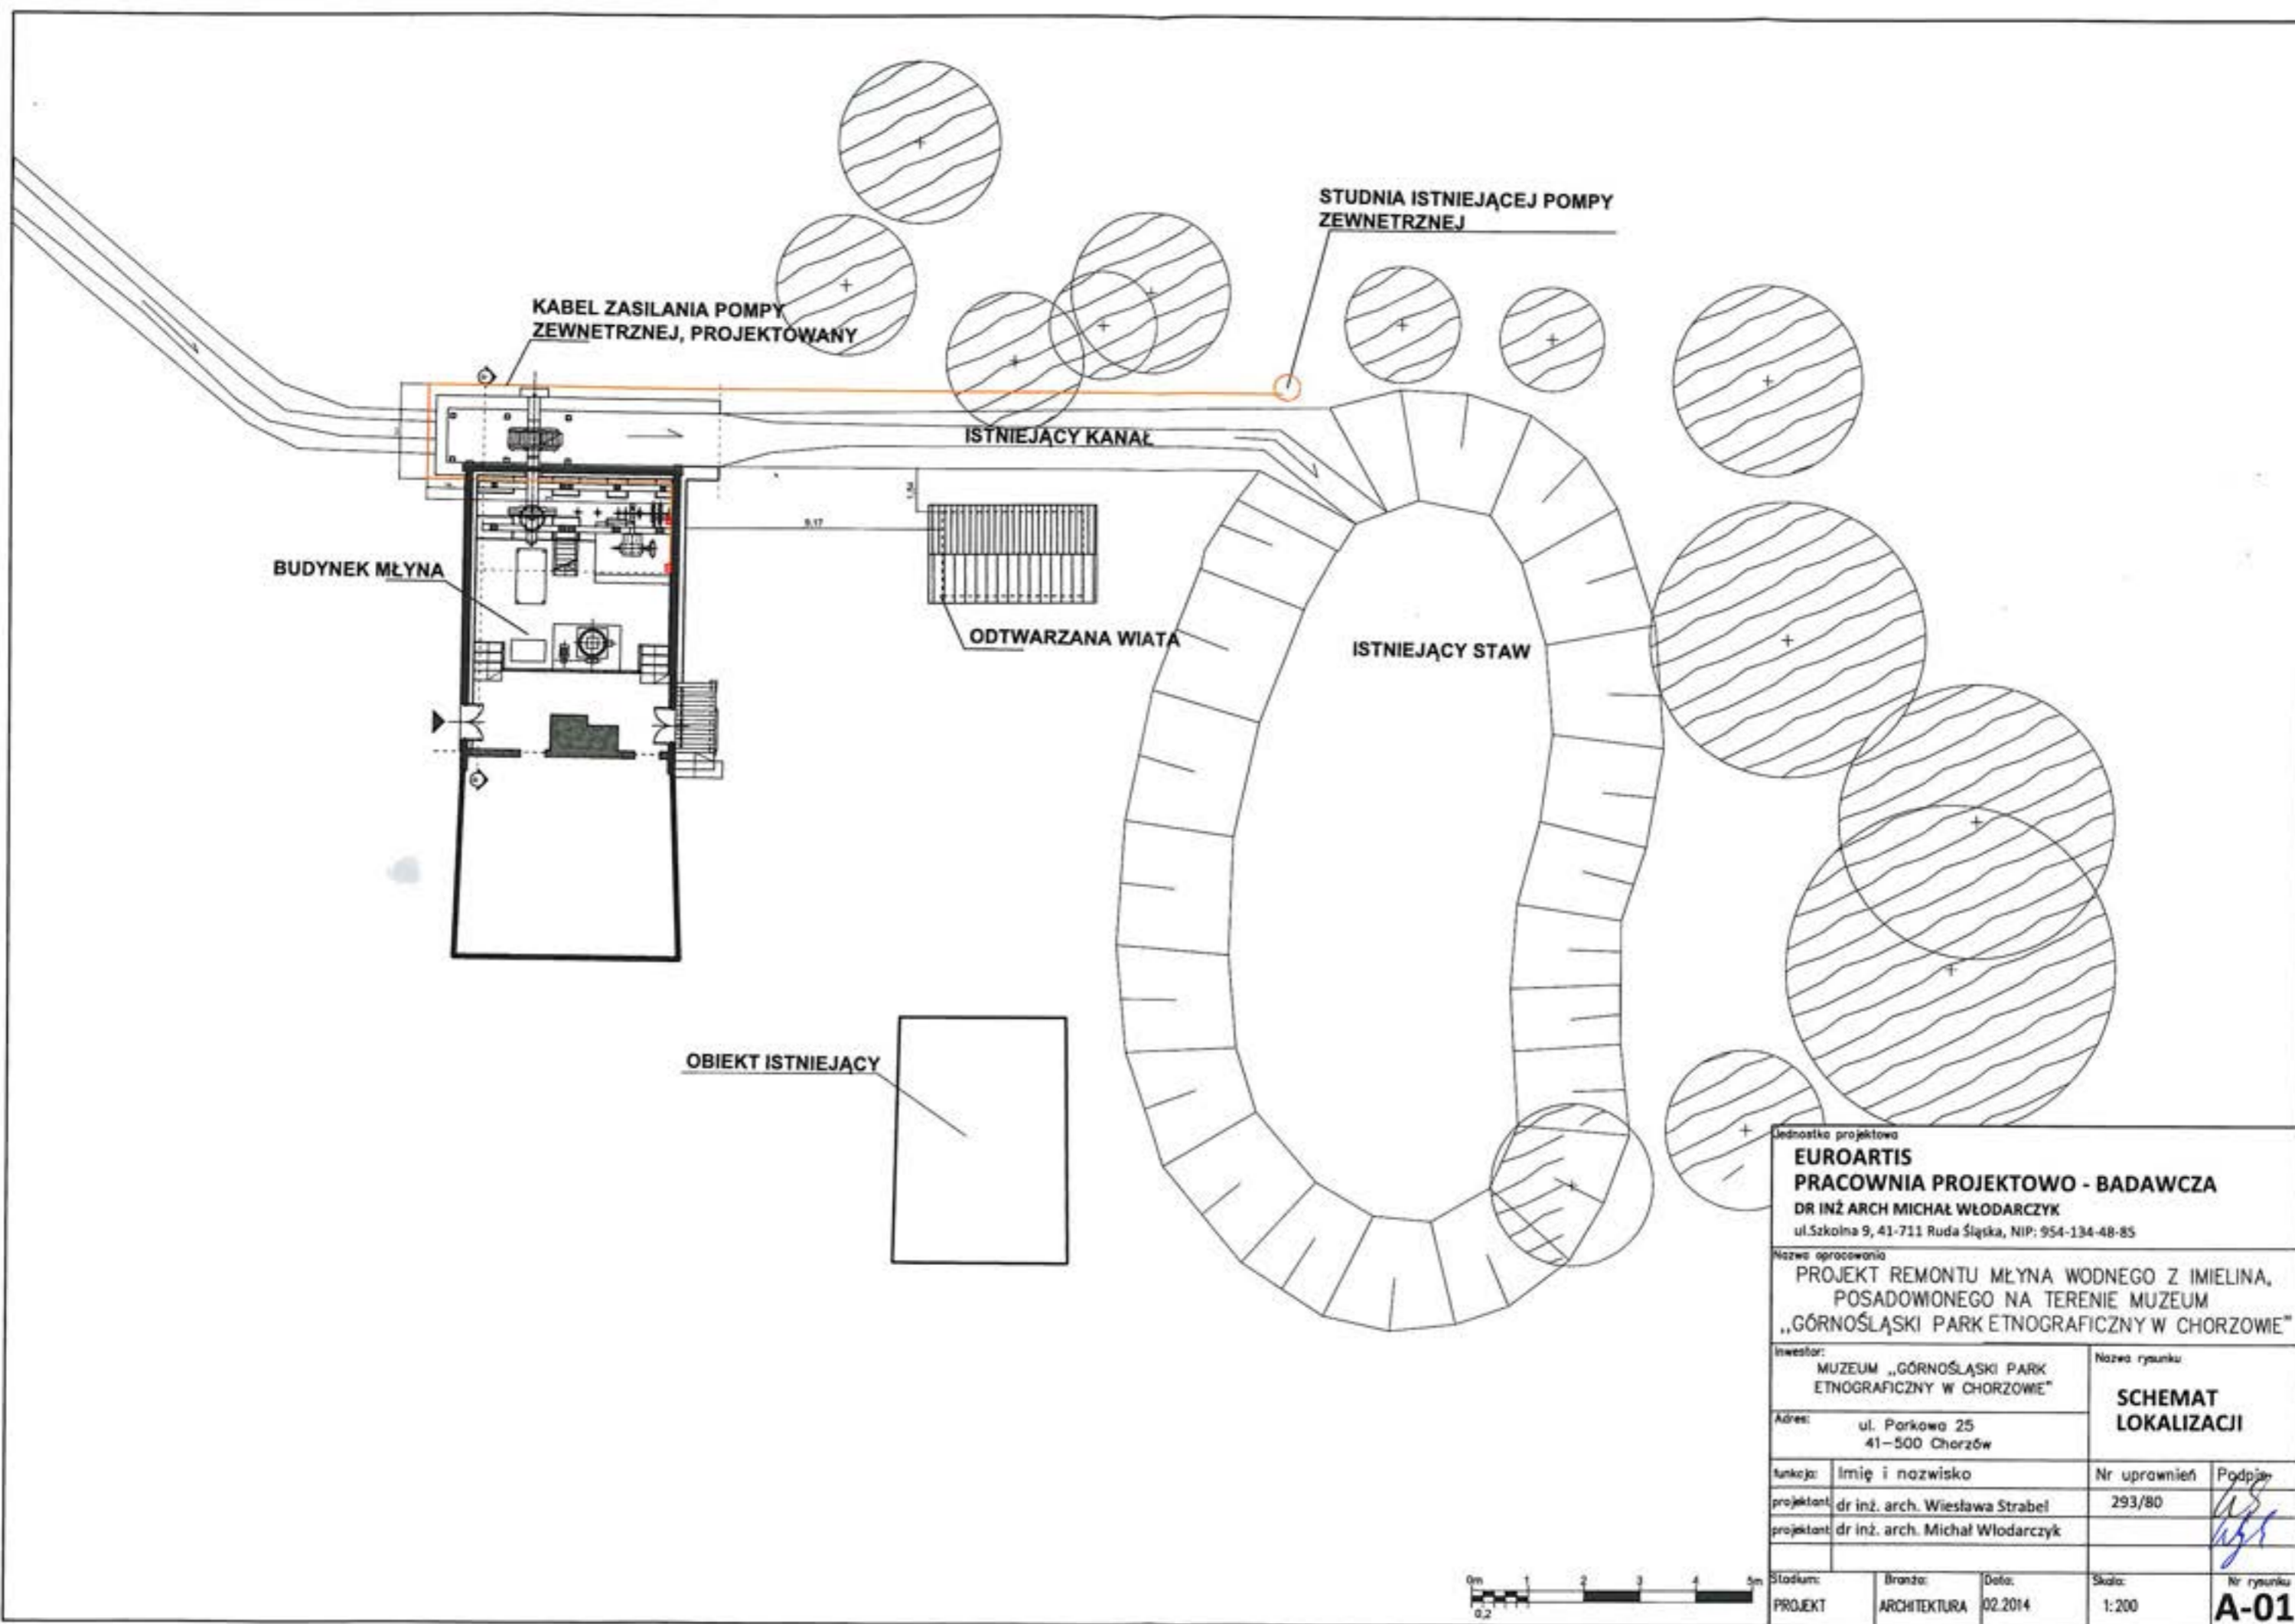 STUDNIA ISTNIEJĄCEJ POMPY
ZEWNETRZNEJ
KABEL ZASILANIA POMPY
ZEWNETRZNEJ, PROJEKTOWANY
ISTNIEJĄCY KANAŁ
9,17
BUDYNEK MŁYNA
ODTWARZANA WIATA
ISTNIEJĄCY STAW
OBIEKT ISTNIEJĄCY
Jednostka projektowa
EUROARTIS
PRACOWNIA PROJEKTOWO - BADAWCZA
DR INŻ ARCH MICHAŁ WŁODARCZYK
ul.Szkolna 9, 41-711 Ruda Śląska, NIP: 954-134-48-85
Nazwa opracowania
PROJEKT REMONTU MŁYNA WODNEGO Z IMIELINA,
POSADOWIONEGO NA TERENIE MUZEUM
,,GÓRNOŚLĄSKI PARK ETNOGRAFICZNY W CHORZOWIE"
Inwestor:
MUZEUM ,,GÓRNOŚLĄSKI PARK
ETNOGRAFICZNY W CHORZOWIE"
Nazwa rysunku
SCHEMAT
LOKALIZACJI
Adres:
ul. Parkowa 25
41-500 Chorzów
funkcja: Imię i nazwisko Nr uprawnień Podpis
projektant dr inż. arch. Wiesława Strabel 293/80
projektant dr inż. arch. Michał Włodarczyk
Stadium: Branża: Data: Skala: Nr rysunku
PROJEKT ARCHITEKTURA 02.2014 1:200 A-01
0m 1 2 3 4 5m
0,2